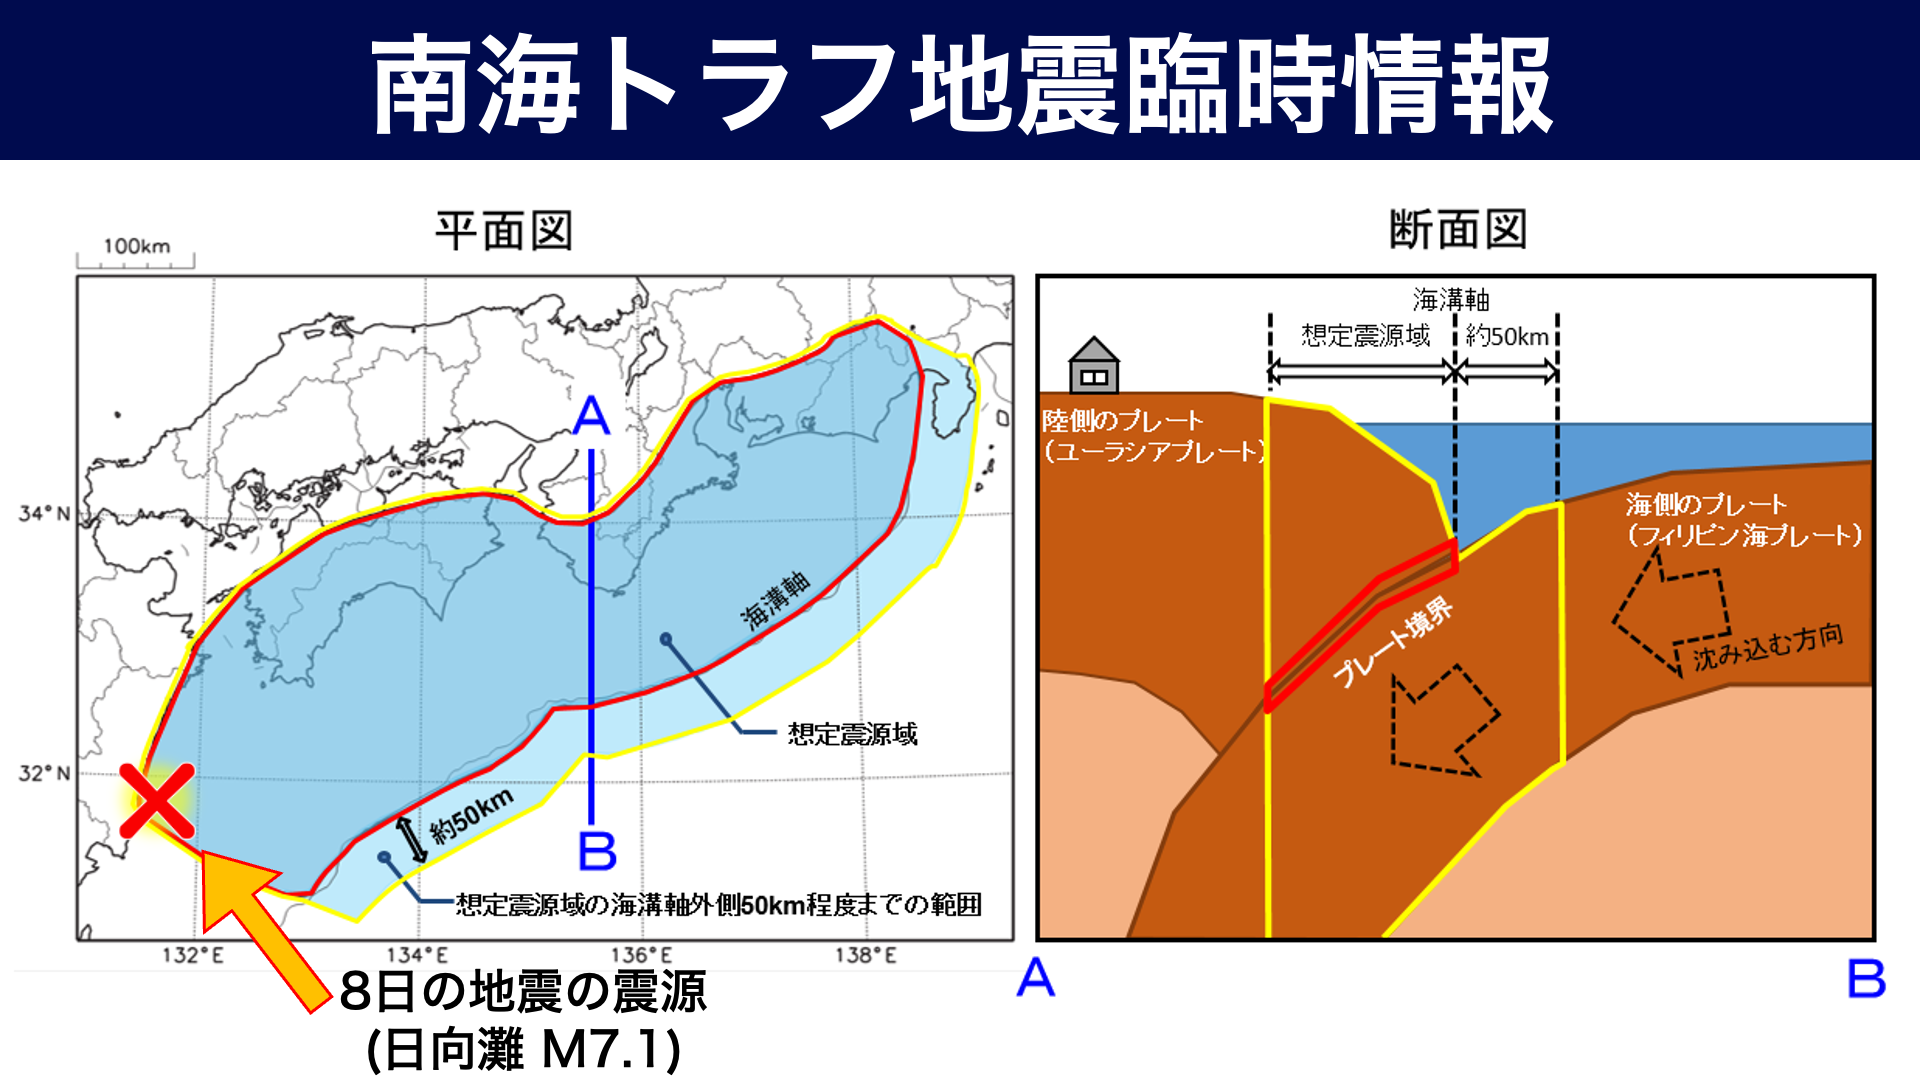 南海トラフ地震臨時情報
平面図
100km
34°N
32°N
132°E
134°E
136°E
138°E
A
B
海溝軸
想定震源域
約50km
想定震源域の海溝軸外側50km程度までの範囲
8日の地震の震源
(日向灘 M7.1)
断面図
海溝軸
想定震源域
約50km
陸側のプレート
(ユーラシアプレート)
海側のプレート
(フィリピン海プレート)
プレート境界
沈み込む方向
A
B